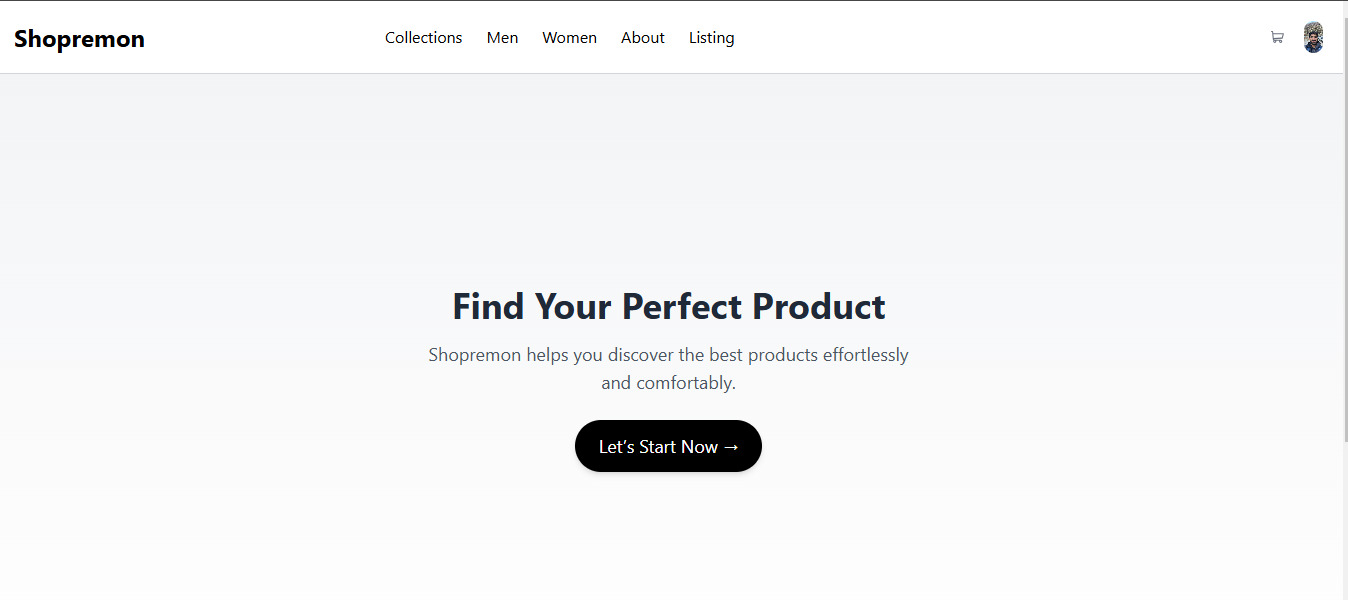 Shopremon
Collections Men Women About Listing
Find Your Perfect Product
Shopremon helps you discover the best products effortlessly
and comfortably.
Let’s Start Now →